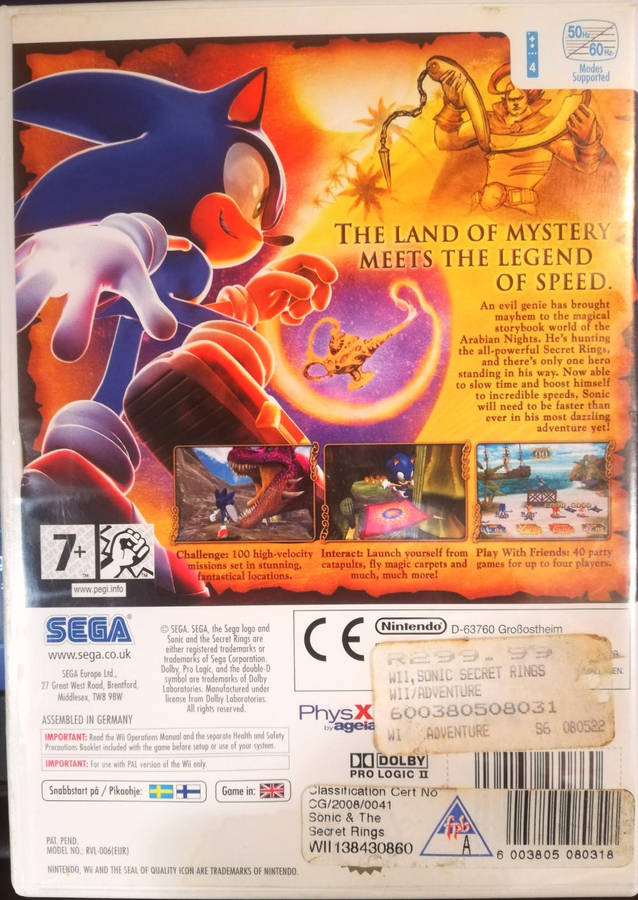 50Hz
60Hz
Modes
Supported
4
THE LAND OF MYSTERY
MEETS THE LEGEND
OF SPEED.
An evil genie has brought
mayhem to the magical
storybook world of the
Arabian Nights. He's hunting
the all-powerful Secret Rings,
and there's only one hero
standing in his way. Now able
to slow time and boost himself
to incredible speeds, Sonic
will need to be faster than
ever in his most dazzling
adventure yet!
Challenge: 100 high-velocity
missions set in stunning,
fantastical locations.
Interact: Launch yourself from
catapults, fly magic carpets and
much, much more!
Play With Friends: 40 party
games for up to four players.
7+
www.pegi.info
SEGA
www.sega.co.uk
SEGA Europe Ltd.,
27 Great West Road, Brentford,
Middlesex, TW8 9BW
ASSEMBLED IN GERMANY
© SEGA. SEGA, the Sega logo and
Sonic and the Secret Rings are
either registered trademarks or
trademarks of Sega Corporation.
Dolby, Pro Logic, and the double-D
symbol are trademarks of Dolby
Laboratories. Manufactured under
license from Dolby Laboratories.
All rights reserved.
IMPORTANT: Read the Wii Operations Manual and the separate Health and Safety
Precautions Booklet included with the game before setup or use of your system.
IMPORTANT: For use with PAL version of the Wii only.
Snabbstart på / Pikaohje:
Game in:
PAT. PEND.
MODEL NO.: RVL-006(EUR)
NINTENDO, Wii AND THE SEAL OF QUALITY ICON ARE TRADEMARKS OF NINTENDO.
CE
Nintendo
D-63760 Großostheim
R299.99
WII,SONIC SECRET RINGS
WII/ADVENTURE
600380508031
WI ADVENTURE S6 080522
PhysX
by ageia
DOLBY
PRO LOGIC II
Classification Cert No
CG/2008/0041
Sonic & The
Secret Rings
WII138430860
fpb
A
6 003805 080318